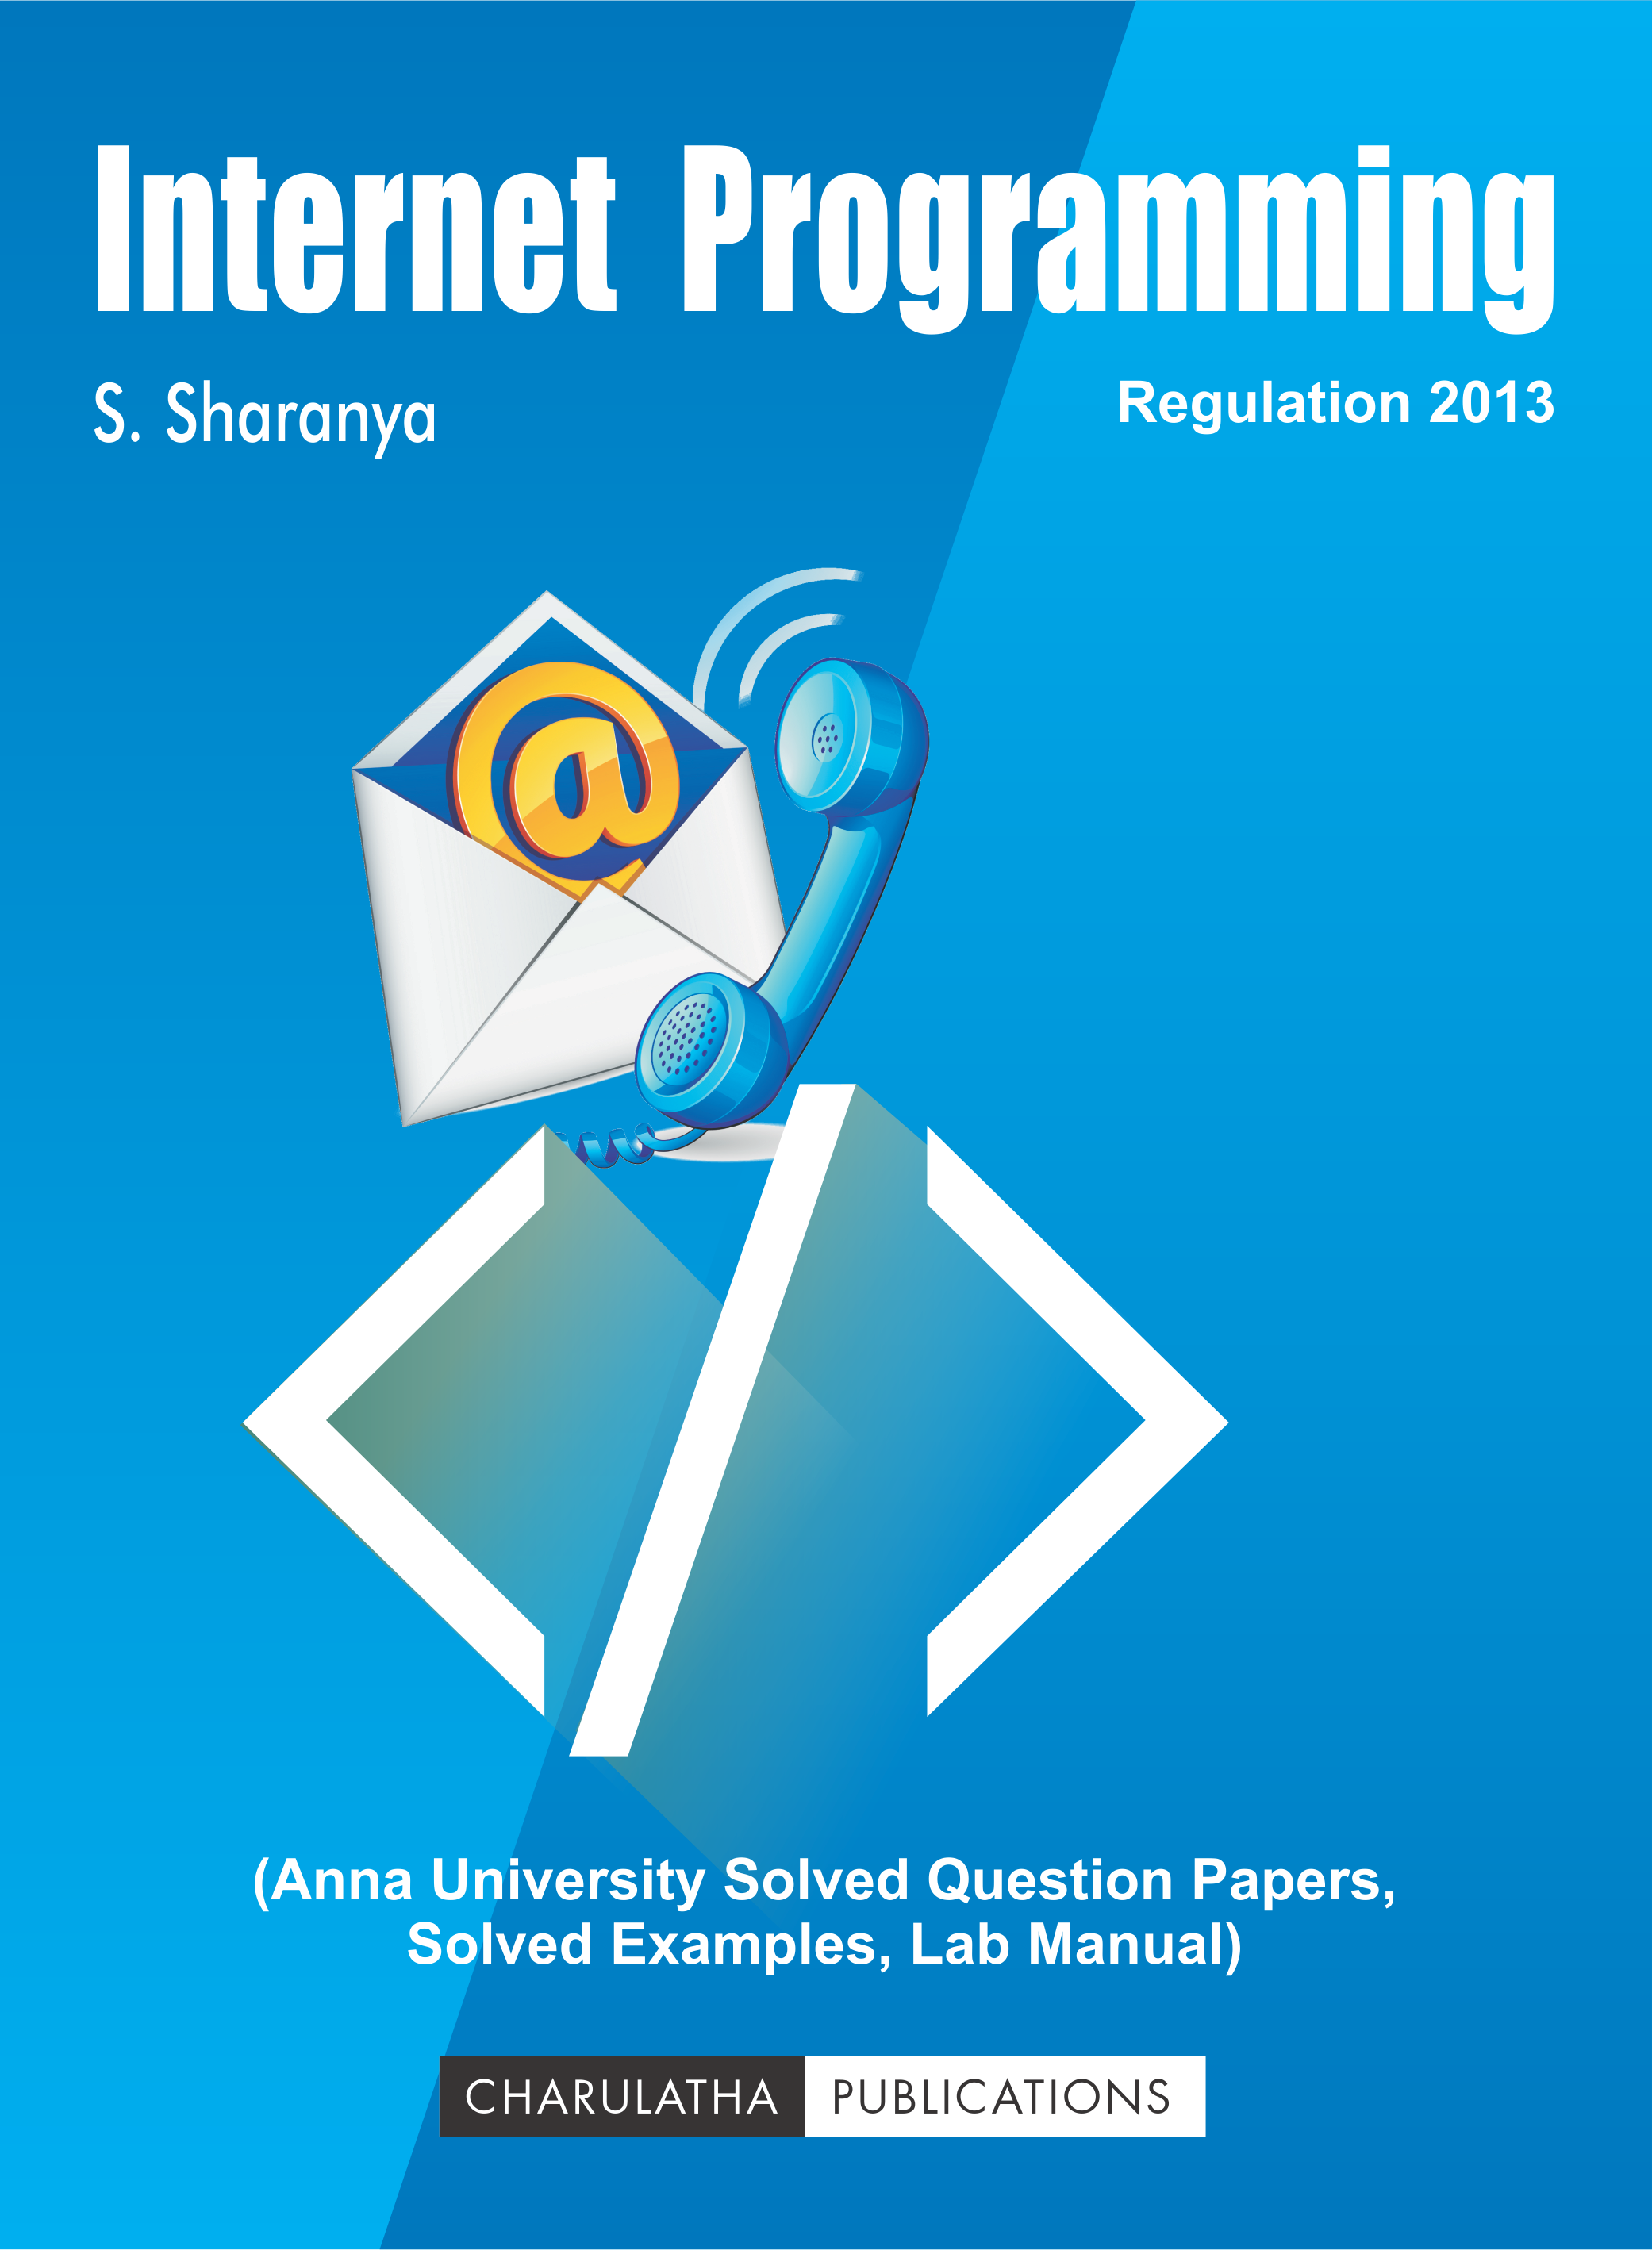 Internet Programming
S. Sharanya
Regulation 2013
@
(Anna University Solved Question Papers,
Solved Examples, Lab Manual)
CHARULATHA PUBLICATIONS